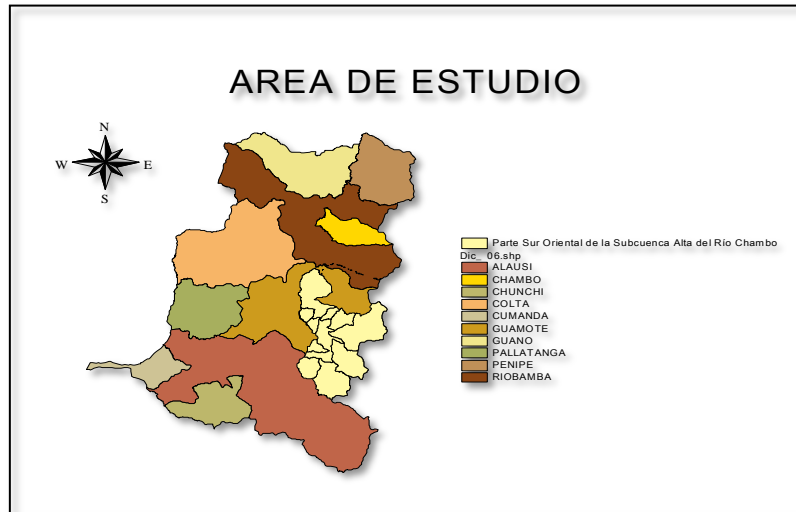 AREA DE ESTUDIO
N
W E
S
Parte Sur Oriental de la Subcuenca Alta del Río Chambo
Dic_ 06.shp
ALAUSI
CHAMBO
CHUNCHI
COLTA
CUMANDA
GUAMOTE
GUANO
PALLATANGA
PENIPE
RIOBAMBA